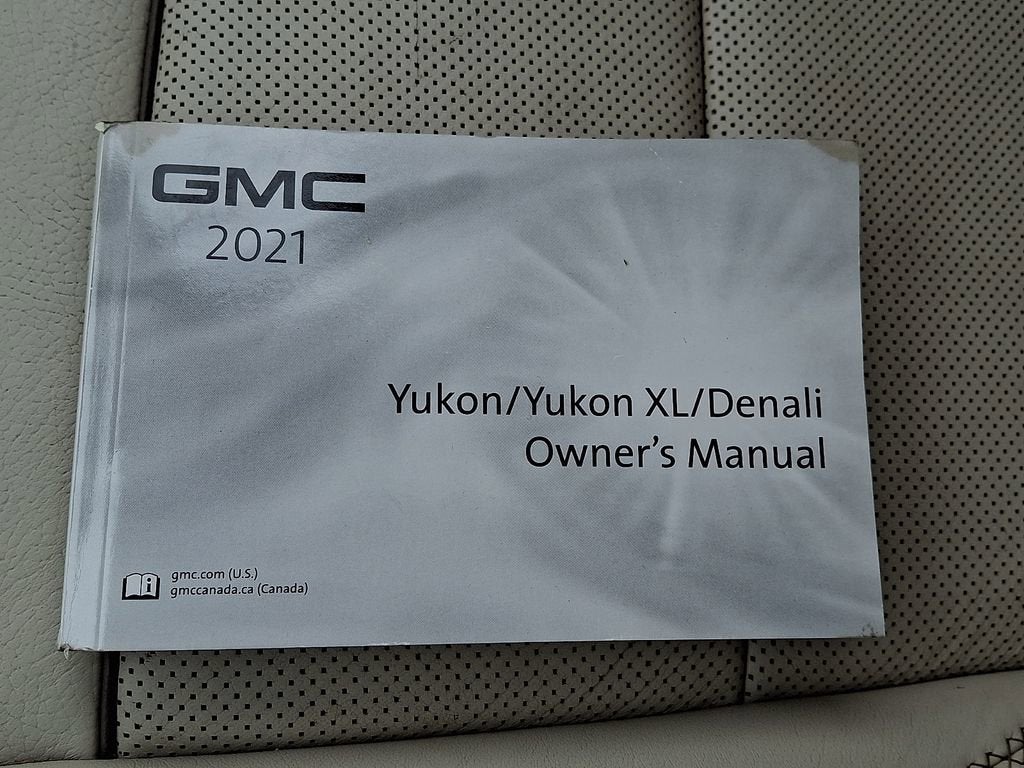 GMC
2021
Yukon/Yukon XL/Denali
Owner's Manual
gmc.com (U.S.)
gmccanada.ca (Canada)